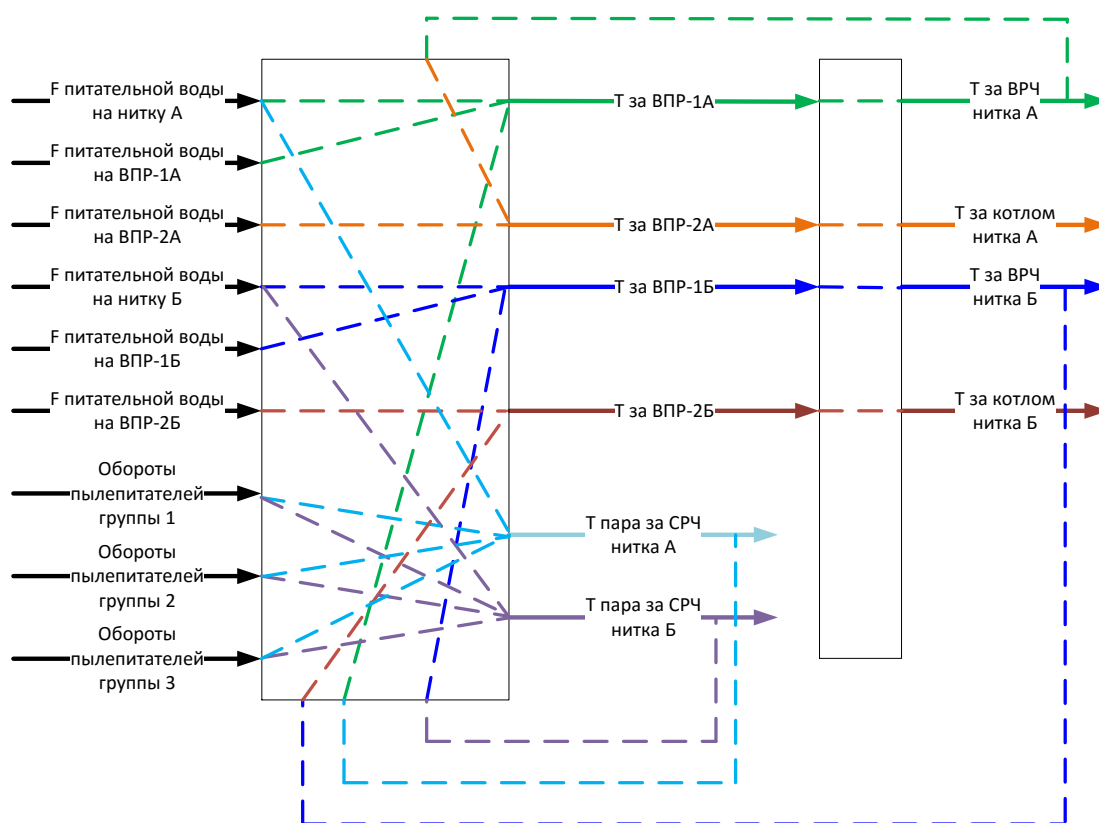 F питательной воды
на нитку А
F питательной воды
на ВПР-1А
F питательной воды
на ВПР-2А
F питательной воды
на нитку Б
F питательной воды
на ВПР-1Б
F питательной воды
на ВПР-2Б
Обороты
пылепитателей
группы 1
Обороты
пылепитателей
группы 2
Обороты
пылепитателей
группы 3
Т за ВПР-1А
Т за ВПР-2А
Т за ВПР-1Б
Т за ВПР-2Б
Т пара за СРЧ
нитка А
Т пара за СРЧ
нитка Б
Т за ВРЧ
нитка А
Т за котлом
нитка А
Т за ВРЧ
нитка Б
Т за котлом
нитка Б